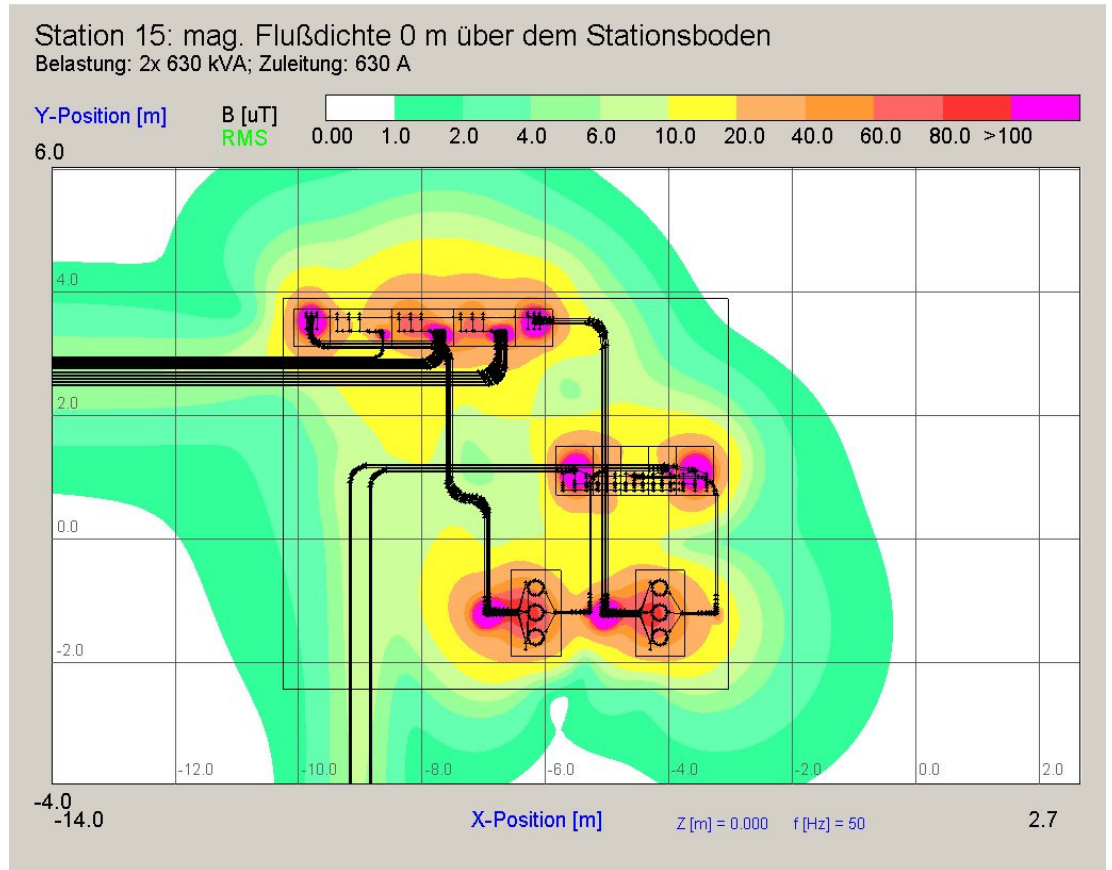 Station 15: mag. Flußdichte 0 m über dem Stationsboden
Belastung: 2x 630 kVA; Zuleitung: 630 A
Y-Position [m]
B [uT]
RMS
0.00 1.0 2.0 4.0 6.0 10.0 20.0 40.0 60.0 80.0 >100
6.0
4.0
2.0
0.0
-2.0
-12.0 -10.0 -8.0 -6.0 -4.0 -2.0 0.0 2.0
-4.0
-14.0
X-Position [m]
Z [m] = 0.000 f [Hz] = 50
2.7